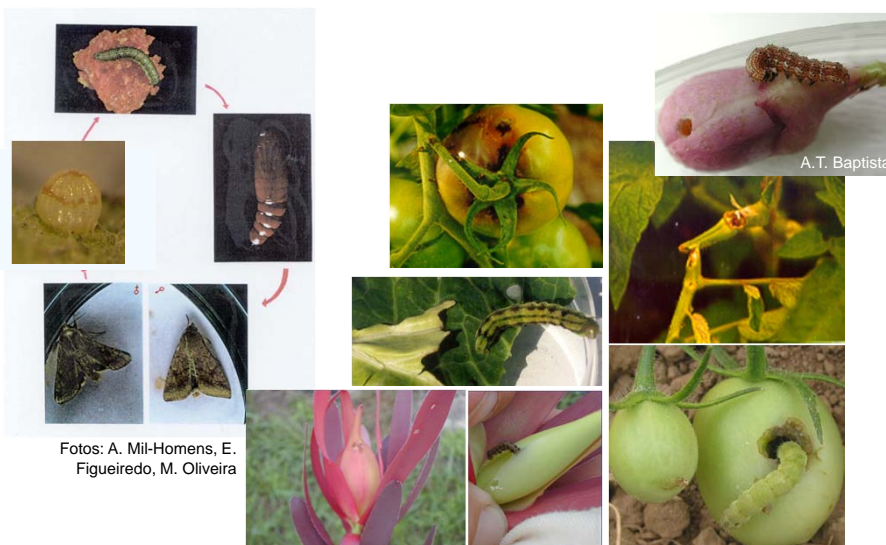 A.T. Baptista
Fotos: A. Mil-Homens, E.
Figueiredo, M. Oliveira